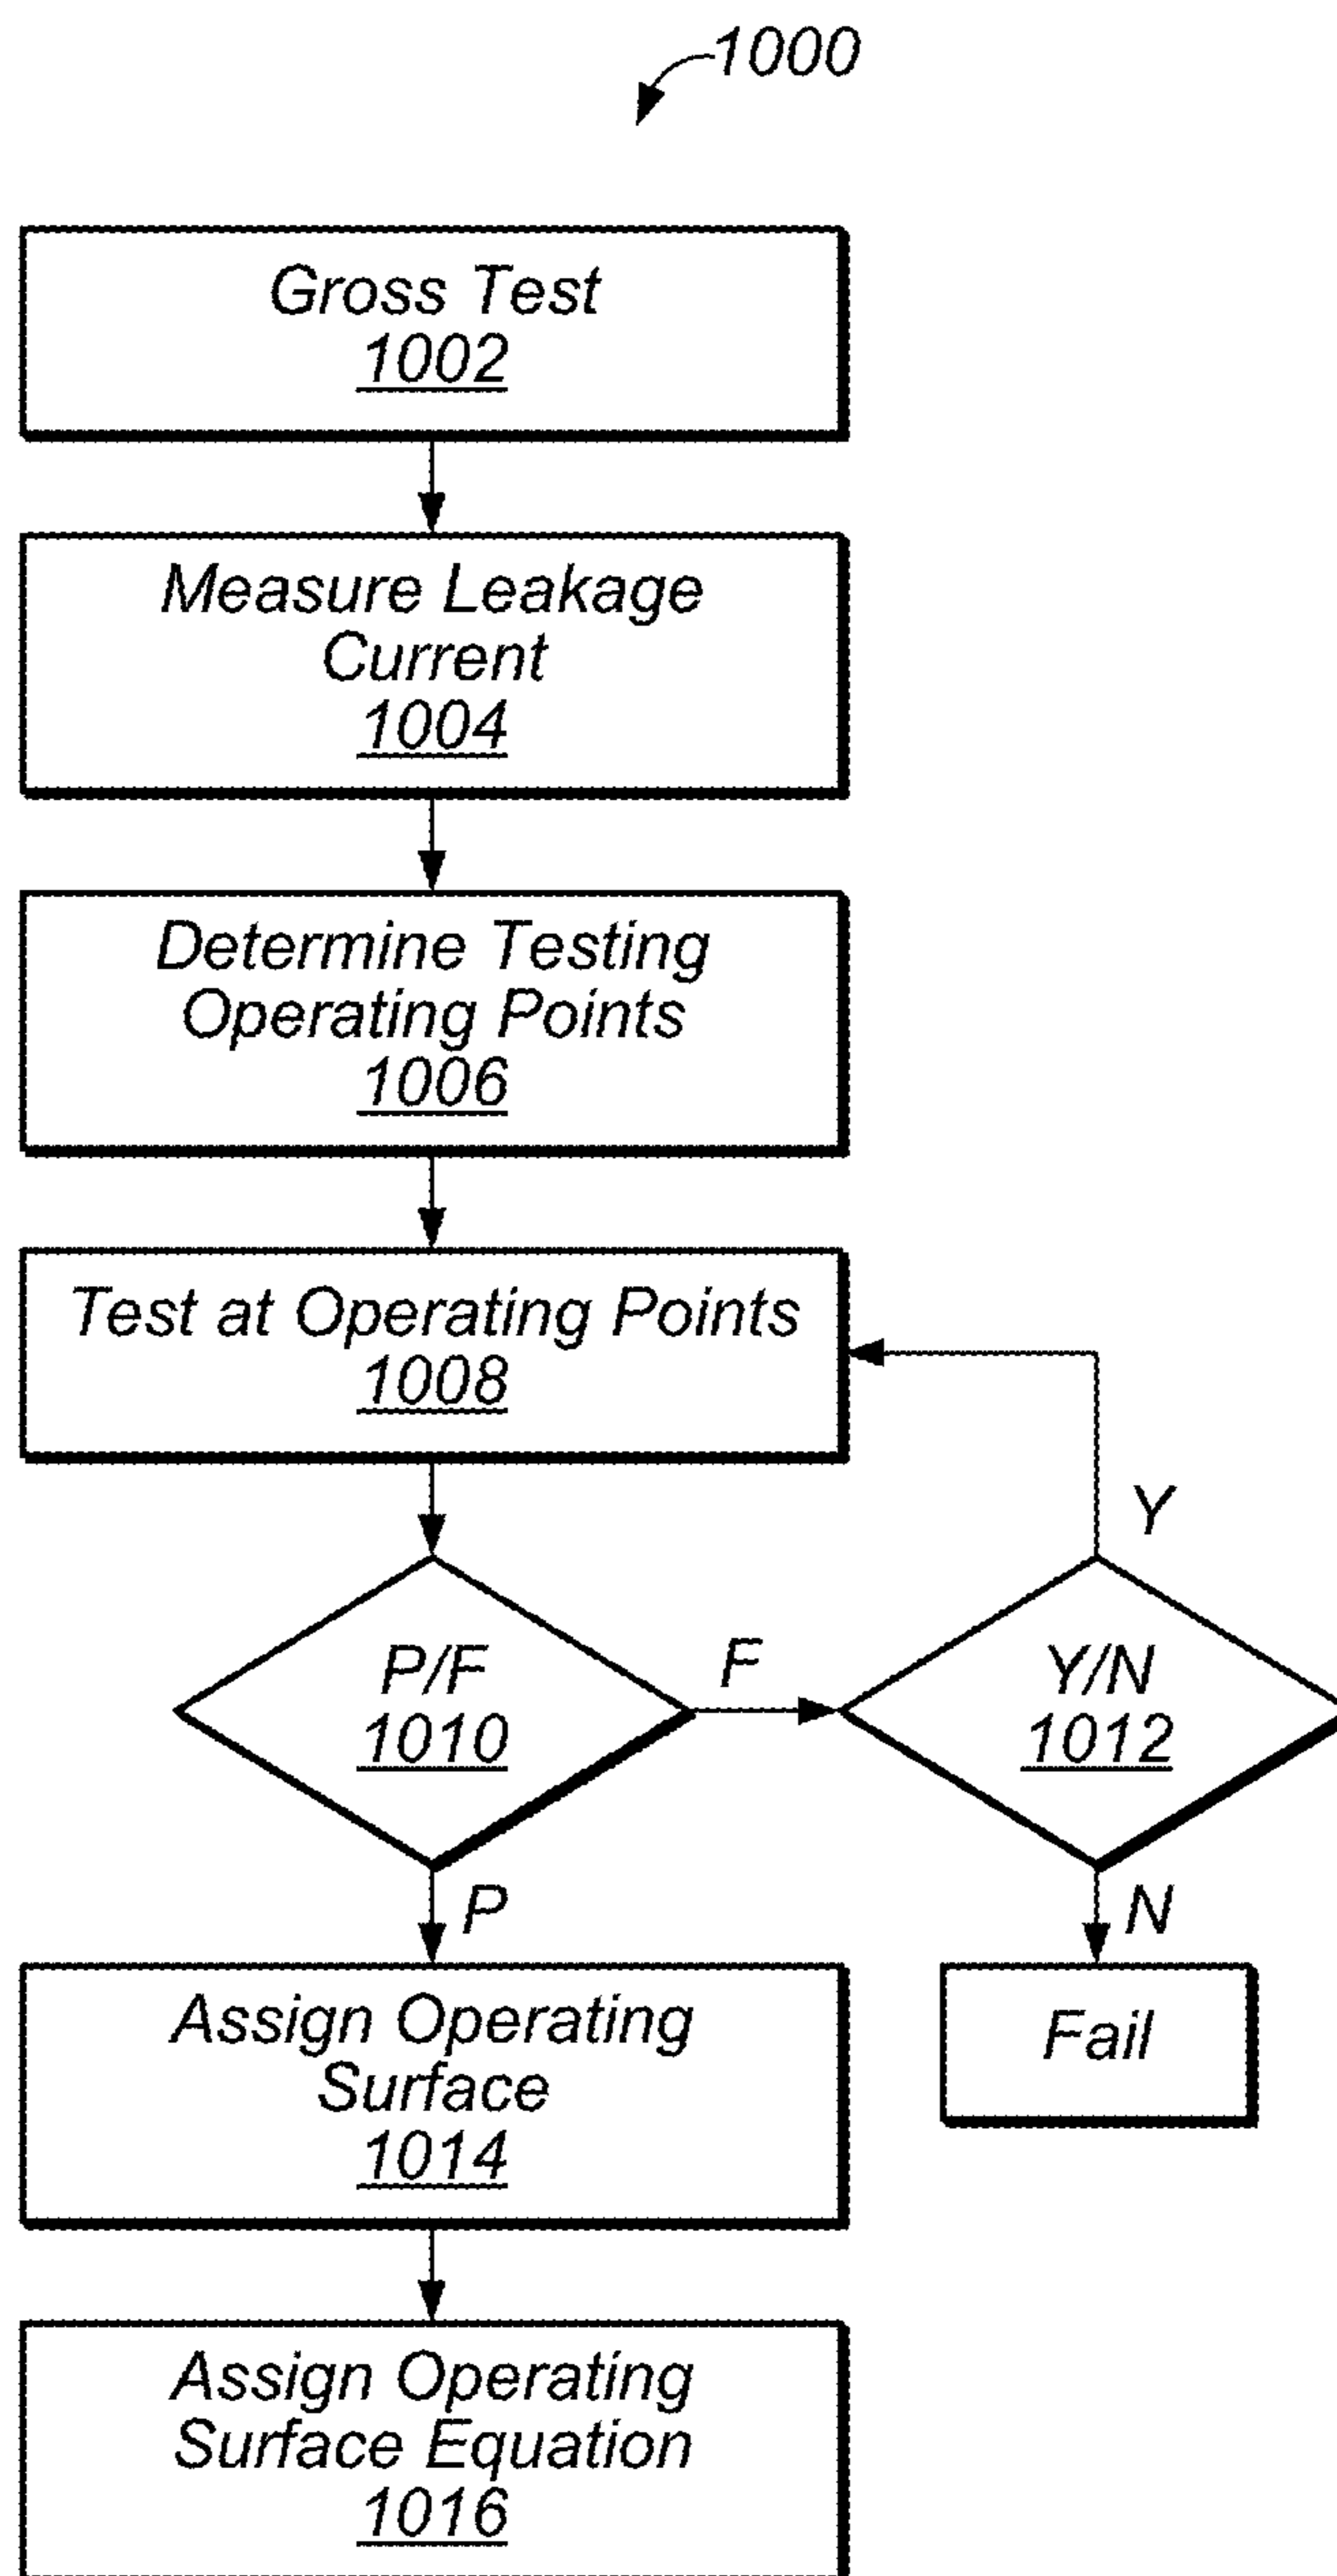 1000
Gross Test
1002
Measure Leakage
Current
1004
Determine Testing
Operating Points
1006
Test at Operating Points
1008
Y
P/F
1010
F
Y/N
1012
P
N
Assign Operating
Surface
1014
Fail
Assign Operating
Surface Equation
1016